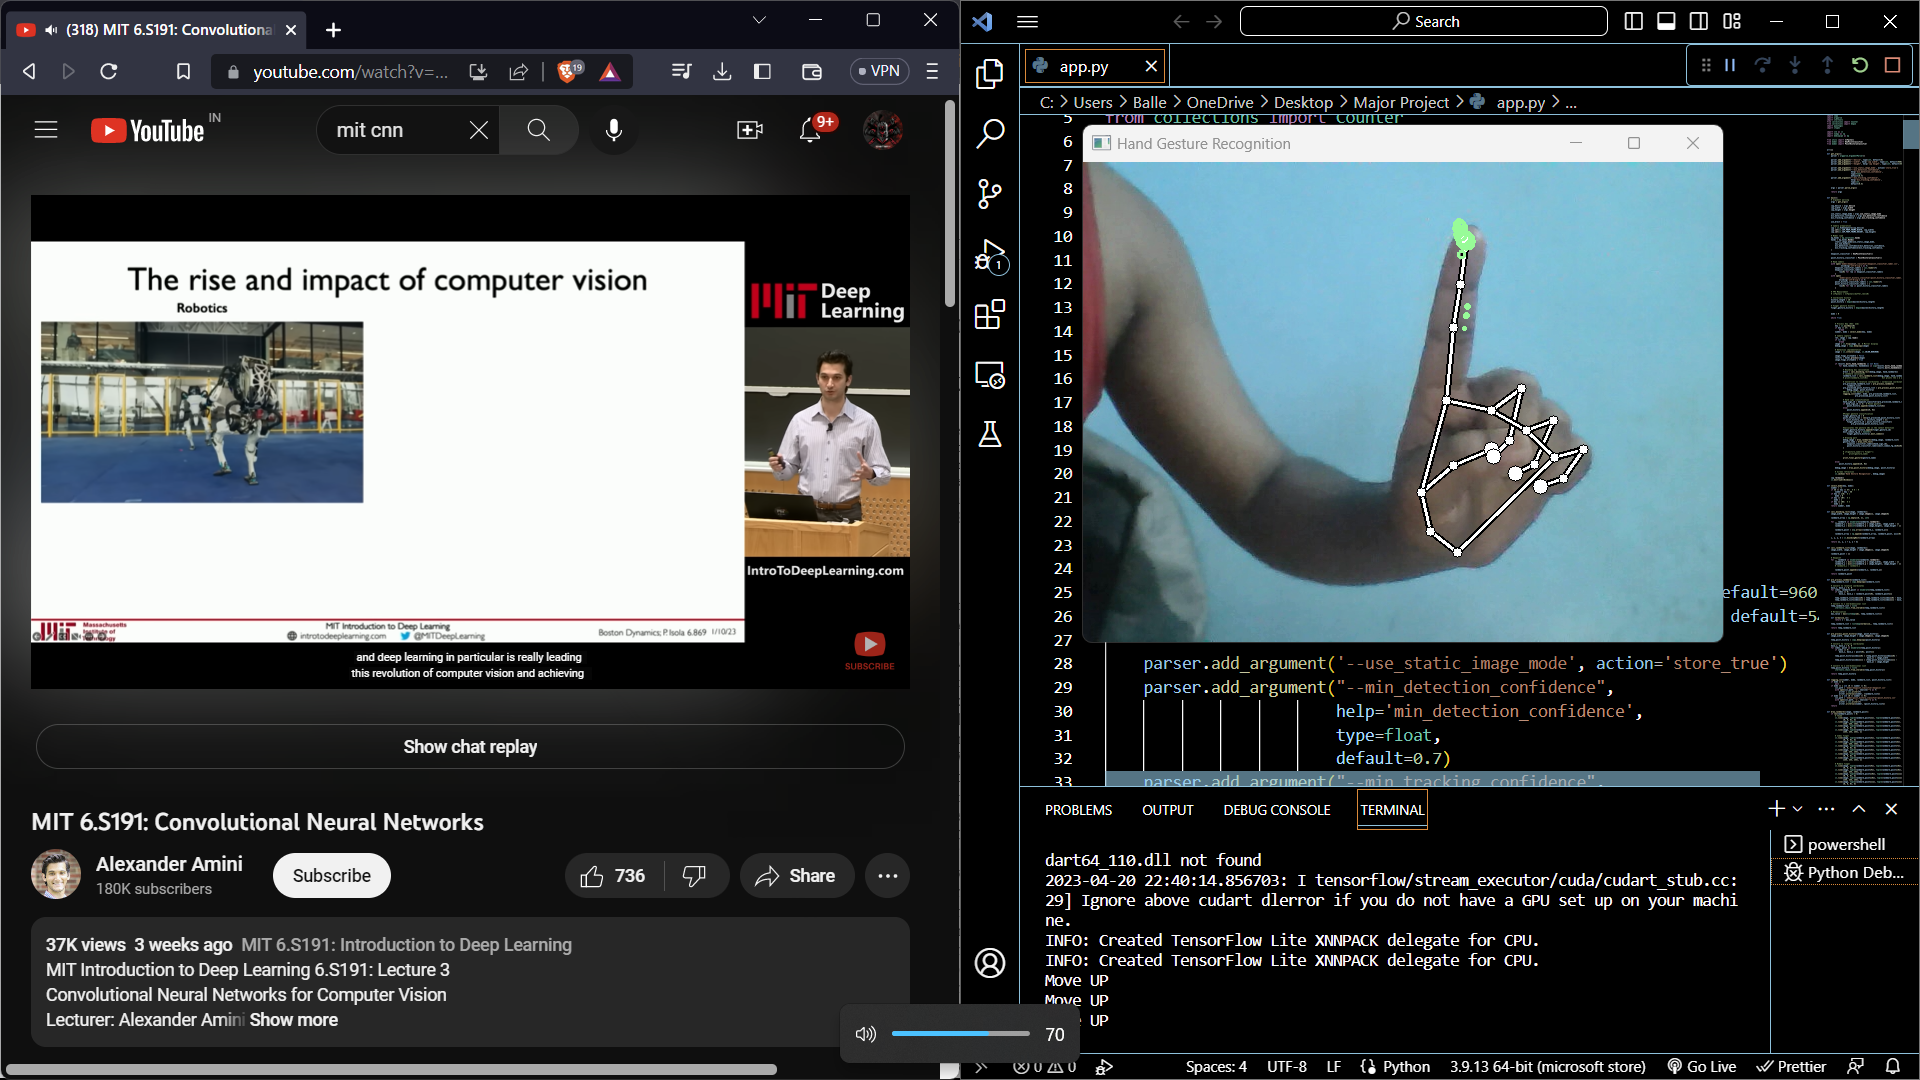 (318) MIT 6.S191: Convolutiona
youtube.com/watch?v=...
19
VPN
YouTube IN
mit cnn
9+
The rise and impact of computer vision
Robotics
MIT Deep
Learning
IntroToDeepLearning.com
Massachusetts
Institute of
Technology
MIT Introduction to Deep Learning
introtodeeplearning.com @MITDeepLearning
Boston Dynamics; P. Isola 6.869 1/10/23
SUBSCRIBE
and deep learning in particular is really leading
this revolution of computer vision and achieving
Show chat replay
MIT 6.S191: Convolutional Neural Networks
Alexander Amini
180K subscribers
Subscribe
736
Share
37K views 3 weeks ago MIT 6.S191: Introduction to Deep Learning
MIT Introduction to Deep Learning 6.S191: Lecture 3
Convolutional Neural Networks for Computer Vision
Lecturer: Alexander Amini Show more
70
Search
app.py
C: > Users > Balle > OneDrive > Desktop > Major Project > app.py > ...
1
5 from collections import Counter
Hand Gesture Recognition
6
7
8
9
10
11
12
13
14
15
16
17
18
19
20
21
22
23
24
25 efault=960
26 default=54
27
28 parser.add_argument('--use_static_image_mode', action='store_true')
29 parser.add_argument("--min_detection_confidence",
30 help='min_detection_confidence',
31 type=float,
32 default=0.7)
33 parser.add_argument("--min_tracking_confidence",
PROBLEMS OUTPUT DEBUG CONSOLE TERMINAL
powershell
Python Deb...
dart64_110.dll not found
2023-04-20 22:40:14.856703: I tensorflow/stream_executor/cuda/cudart_stub.cc:
29] Ignore above cudart dlerror if you do not have a GPU set up on your machi
ne.
INFO: Created TensorFlow Lite XNNPACK delegate for CPU.
INFO: Created TensorFlow Lite XNNPACK delegate for CPU.
Move UP
Move UP
UP
0 0 Spaces: 4 UTF-8 LF Python 3.9.13 64-bit (microsoft store) Go Live Prettier